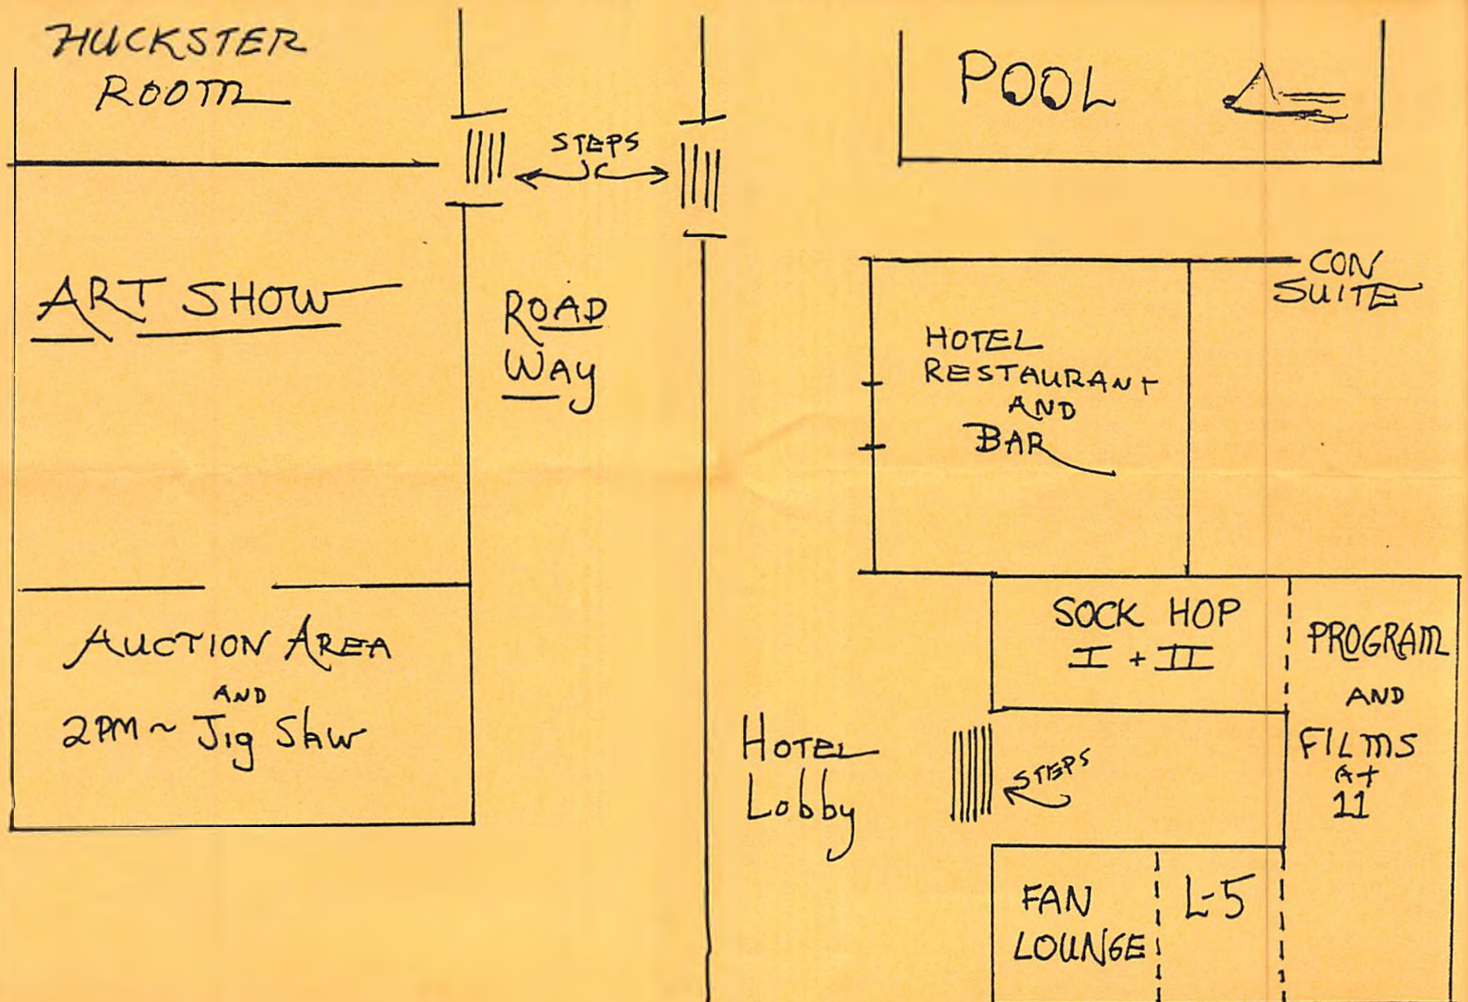 HUCKSTER
ROOM
STEPS
POOL
ART SHOW
ROAD
WAY
CON
SUITE
HOTEL
RESTAURANT
AND
BAR
AUCTION AREA
AND
2PM ~ Jig Shw
SOCK HOP
I + II
PROGRAM
AND
FILMS
At
11
HOTEL
Lobby
STEPS
FAN
LOUNGE
L-5